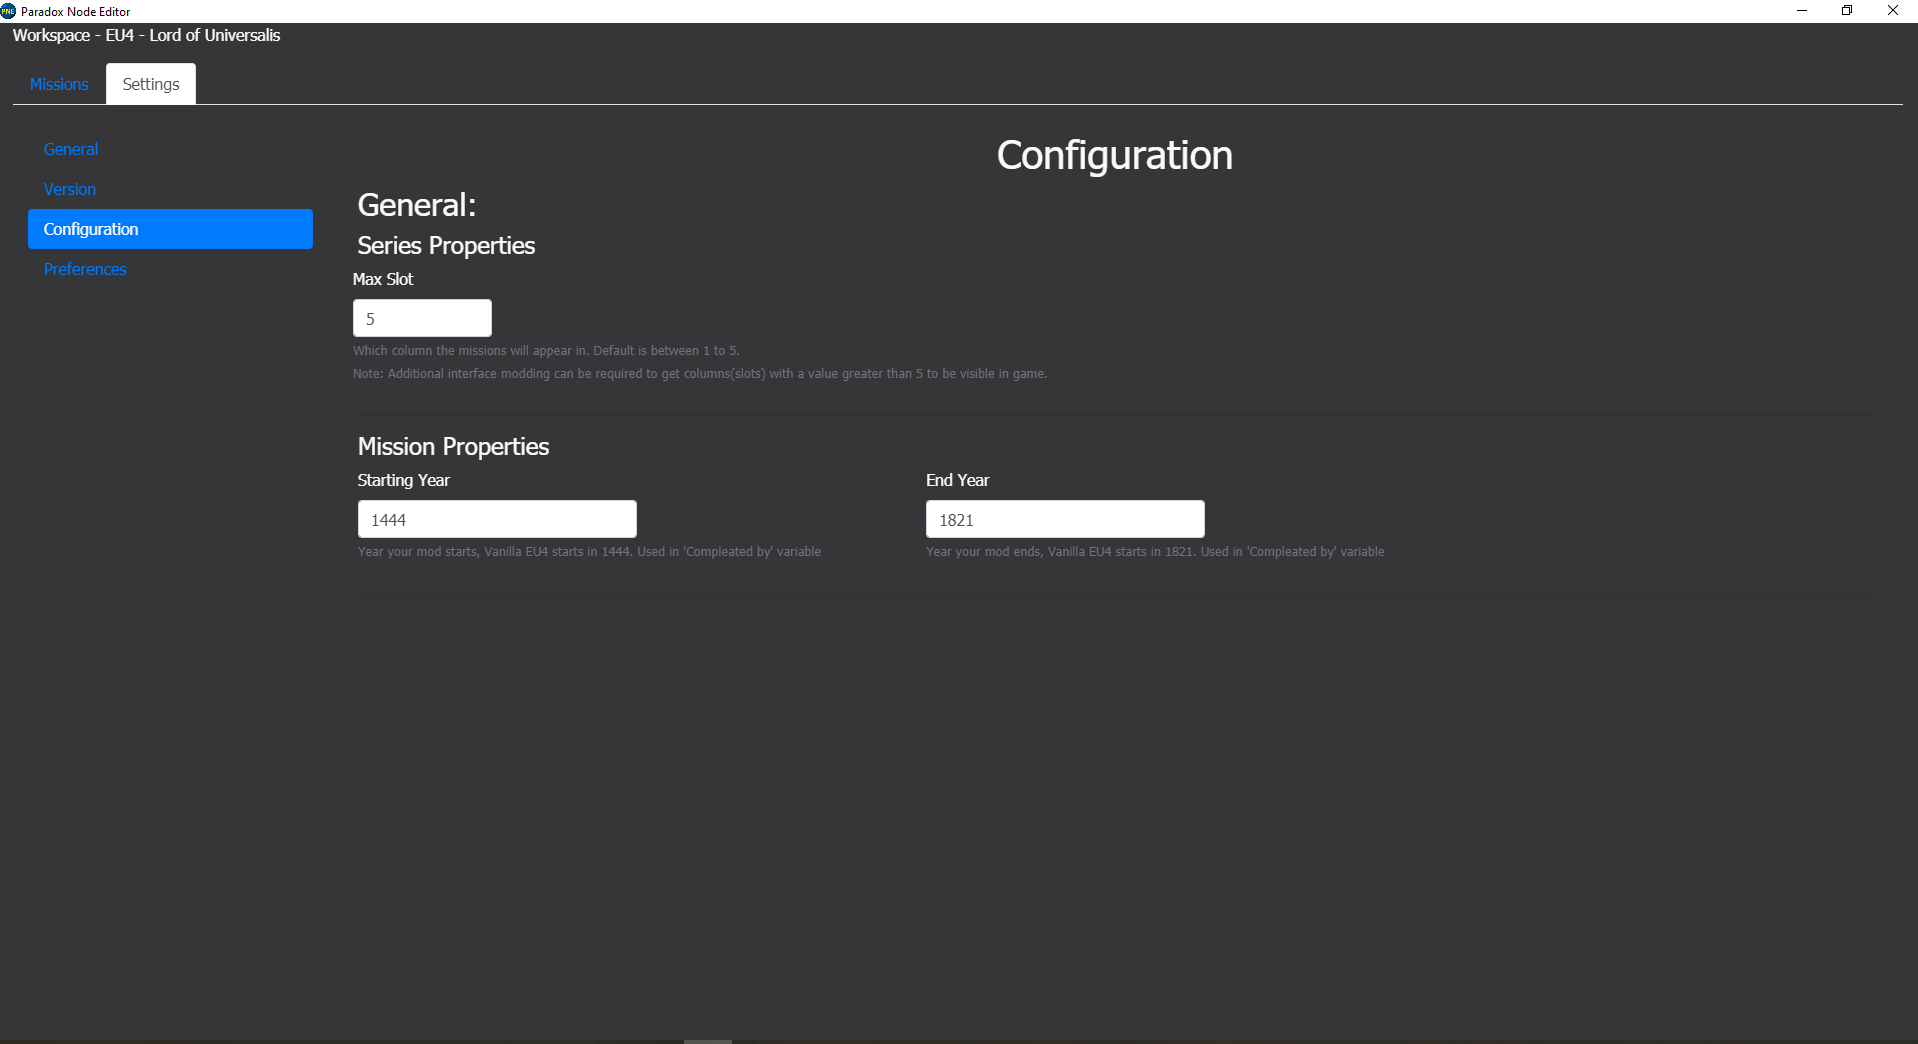 PNE Paradox Node Editor
Workspace - EU4 - Lord of Universalis
Missions Settings
General
Version
Configuration
Preferences
Configuration
General:
Series Properties
Max Slot
5
Which column the missions will appear in. Default is between 1 to 5.
Note: Additional interface modding can be required to get columns(slots) with a value greater than 5 to be visible in game.
Mission Properties
Starting Year
1444
Year your mod starts, Vanilla EU4 starts in 1444. Used in 'Compleated by' variable
End Year
1821
Year your mod ends, Vanilla EU4 starts in 1821. Used in 'Compleated by' variable